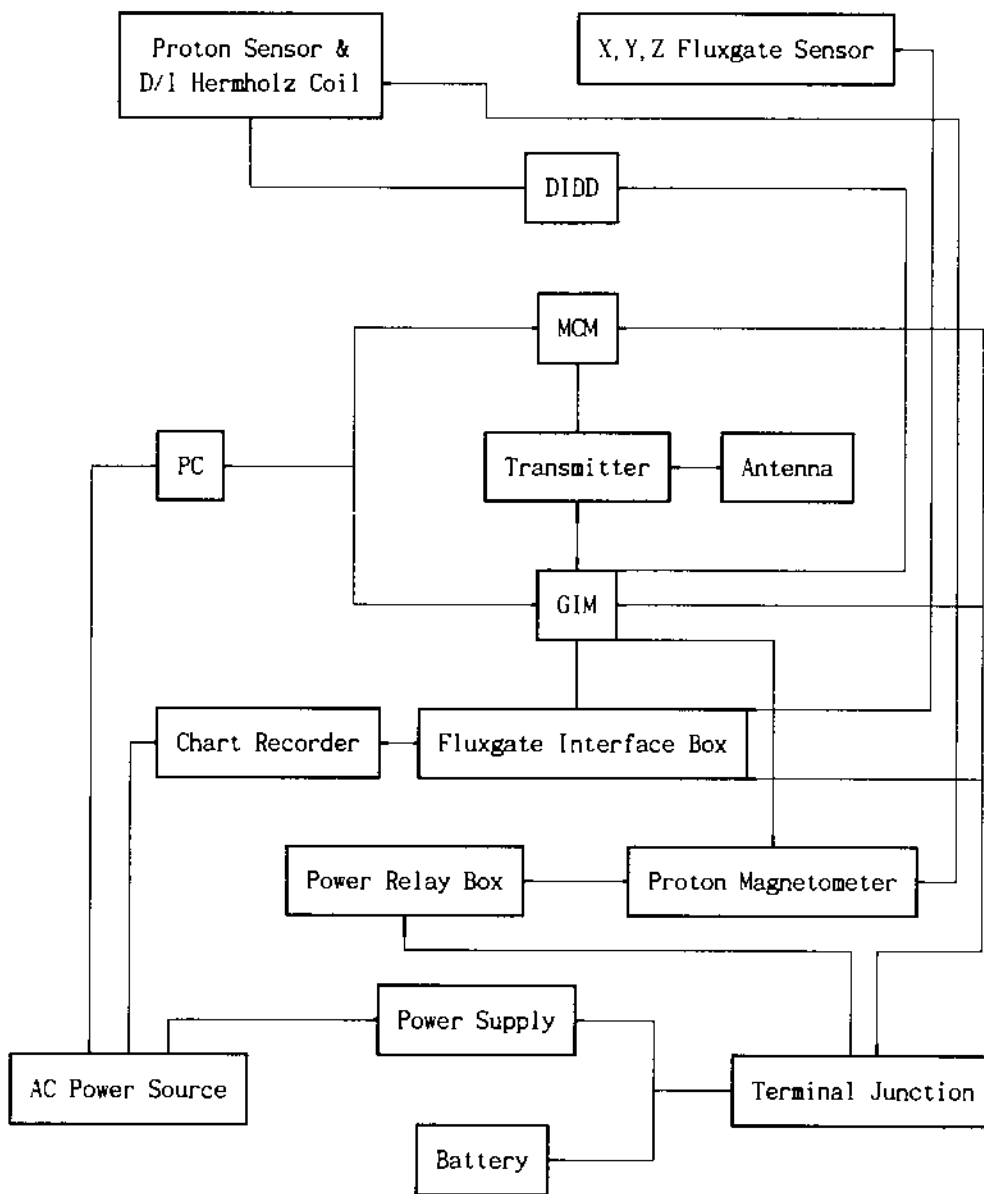 Proton Sensor &
D/I Hermholz Coil
X,Y,Z Fluxgate Sensor
DIDD
MCM
PC
Transmitter
Antenna
GIM
Chart Recorder
Fluxgate Interface Box
Power Relay Box
Proton Magnetometer
Power Supply
AC Power Source
Terminal Junction
Battery